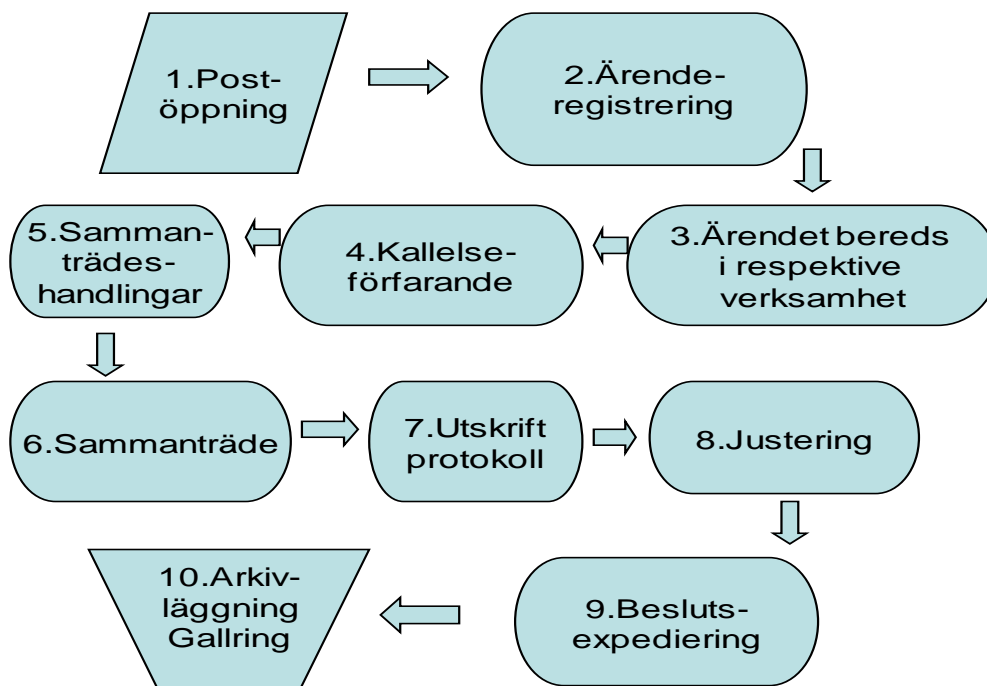 1.Post-
öppning
2.Ärende-
registrering
3.Ärendet bereds
i respektive
verksamhet
4.Kallelse-
förfarande
5.Samman-
trädes-
handlingar
6.Sammanträde
7.Utskrift
protokoll
8.Justering
9.Besluts-
expediering
10.Arkiv-
läggning
Gallring